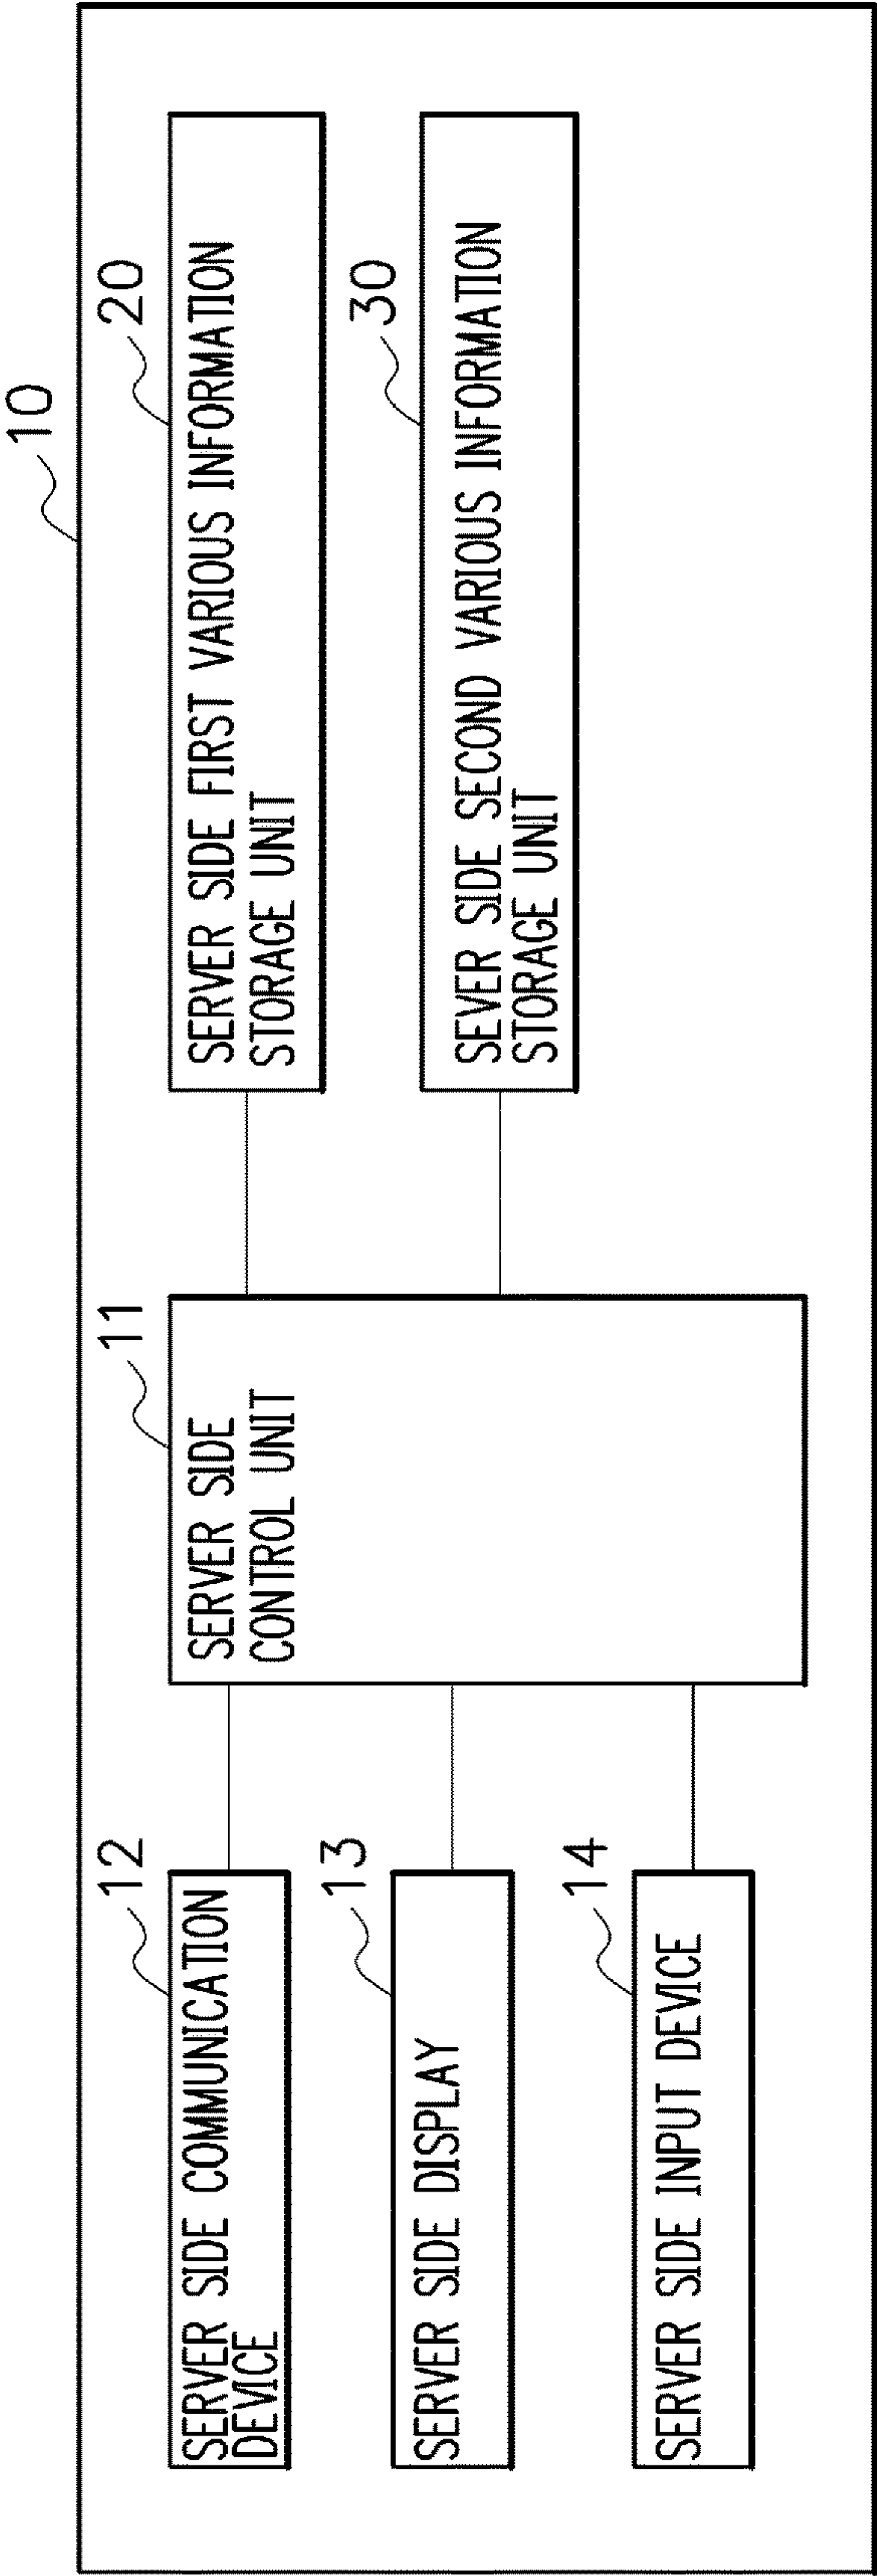 10
12
SERVER SIDE COMMUNICATION
DEVICE
13
SERVER SIDE DISPLAY
14
SERVER SIDE INPUT DEVICE
11
SERVER SIDE
CONTROL UNIT
20
SERVER SIDE FIRST VARIOUS INFORMATION
STORAGE UNIT
30
SEVER SIDE SECOND VARIOUS INFORMATION
STORAGE UNIT